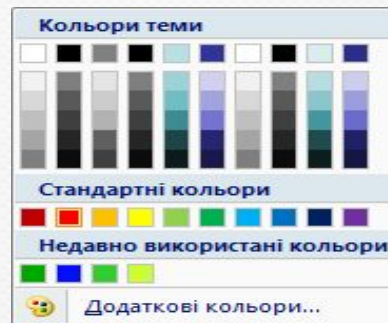 Кольори теми
Стандартні кольори
Недавно використані кольори
Додаткові кольори...